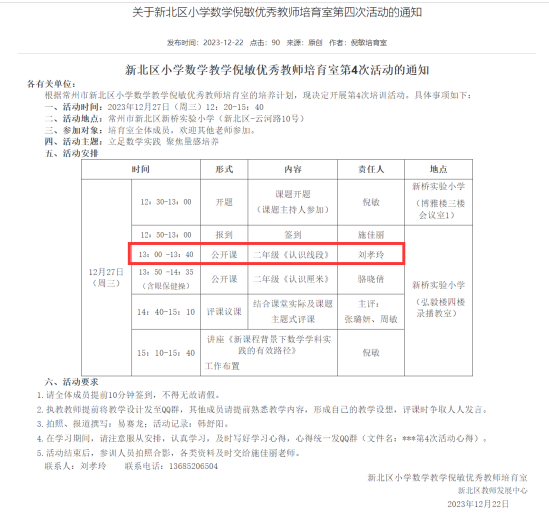 关于新北区小学数学倪敏优秀教师培育室第四次活动的通知
发布时间：2023-12-22 点击：90 来源：原创 作者：倪敏培育室
新北区小学数学教学倪敏优秀教师培育室第4次活动的通知
各有关单位：
根据常州市新北区小学数学教学倪敏优秀教师培育室的培养计划，现决定开展第4次培训活动。具体事项如下：
一、活动时间：2023年12月27日（周三）12：20-15：40
二、活动地点：常州市新北区新桥实验小学（新北区-云河路10号）
三、参加对象：培育室全体成员，欢迎其他老师参加。
四、活动主题：立足数学实践 聚焦量感培养
五、活动安排
时间 形式 内容 责任人 地点
12月27日
（周三）
12：30-13：00 开题 课题开题
（课题主持人参加） 倪敏
新桥实验小学
（博雅楼三楼
会议室1）
12：50-13：00 报到 签到 施佳丽
13：00 -13：40 公开课 二年级《认识线段》 刘孝玲
13：50 -14：35
（含眼保健操） 公开课 二年级《认识厘米》 骆晓倩
新桥实验小学
（弘毅楼四楼
录播教室）
14：40-15：10 评课议课 结合课堂实际及课题
主题式评课 主评：
张璐妍、周敏
15：10-15：40 讲座《新课程背景下数学学科实
践的有效路径》
工作布置 倪敏
六、活动要求
1.请全体成员提前10分钟签到，不得无故请假。
2.执教教师提前将教学设计发至QQ群，其他成员请提前熟悉教学内容，形成自己的教学设想，评课时争取人人发言。
3.拍照、报道撰写：易赛龙；活动记录：韩舒阳。
4.在学习期间，请注意服从安排，认真学习，及时写好学习心得，心得统一发QQ群（文件名：***第4次活动心得）。
5.活动结束后，参训人员拍照合影，各类资料及时交给施佳丽老师。
联系人：刘孝玲 联系电话：13685206504
新北区小学数学教学倪敏优秀教师培育室
新北区教师发展中心
2023年12月22日